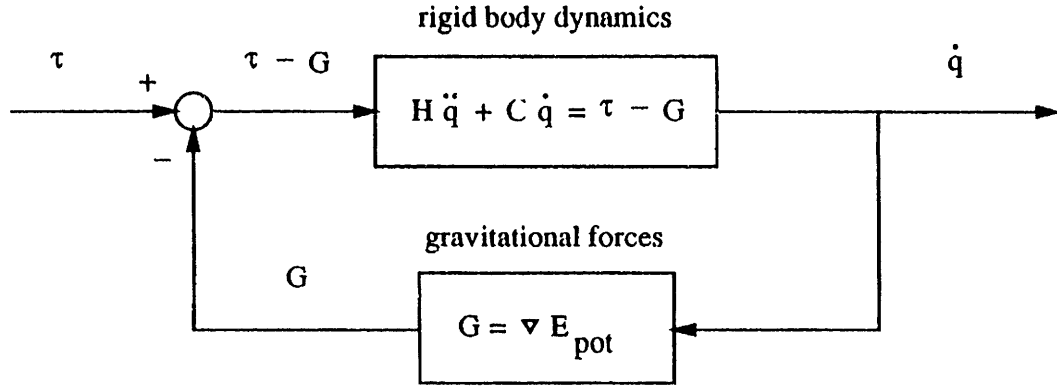 rigid body dynamics
τ
τ − G
q̇
+
H q̈ + C q̇ = τ − G
−
gravitational forces
G
G = ∇ E_pot